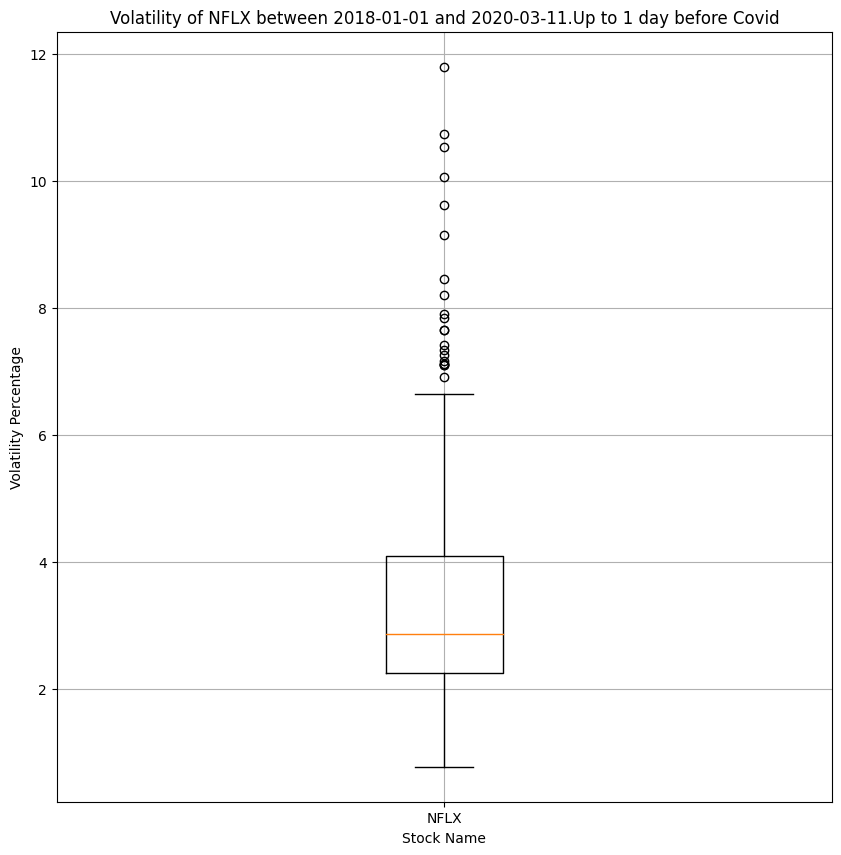 Volatility of NFLX between 2018-01-01 and 2020-03-11.Up to 1 day before Covid
12
10
8
6
4
2
Volatility Percentage
NFLX
Stock Name